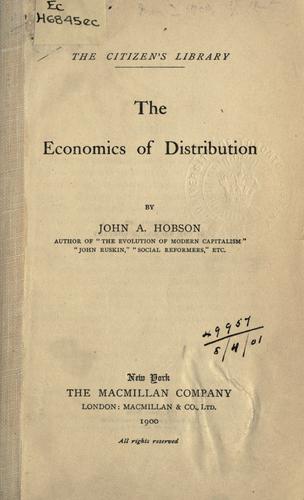 Ec
H6845ec
THE CITIZEN'S LIBRARY
The
Economics of Distribution
BY
JOHN A. HOBSON
AUTHOR OF "THE EVOLUTION OF MODERN CAPITALISM"
"JOHN RUSKIN," "SOCIAL REFORMERS," ETC.
49957
5/4/01
New York
THE MACMILLAN COMPANY
LONDON: MACMILLAN & CO., LTD.
1900
All rights reserved